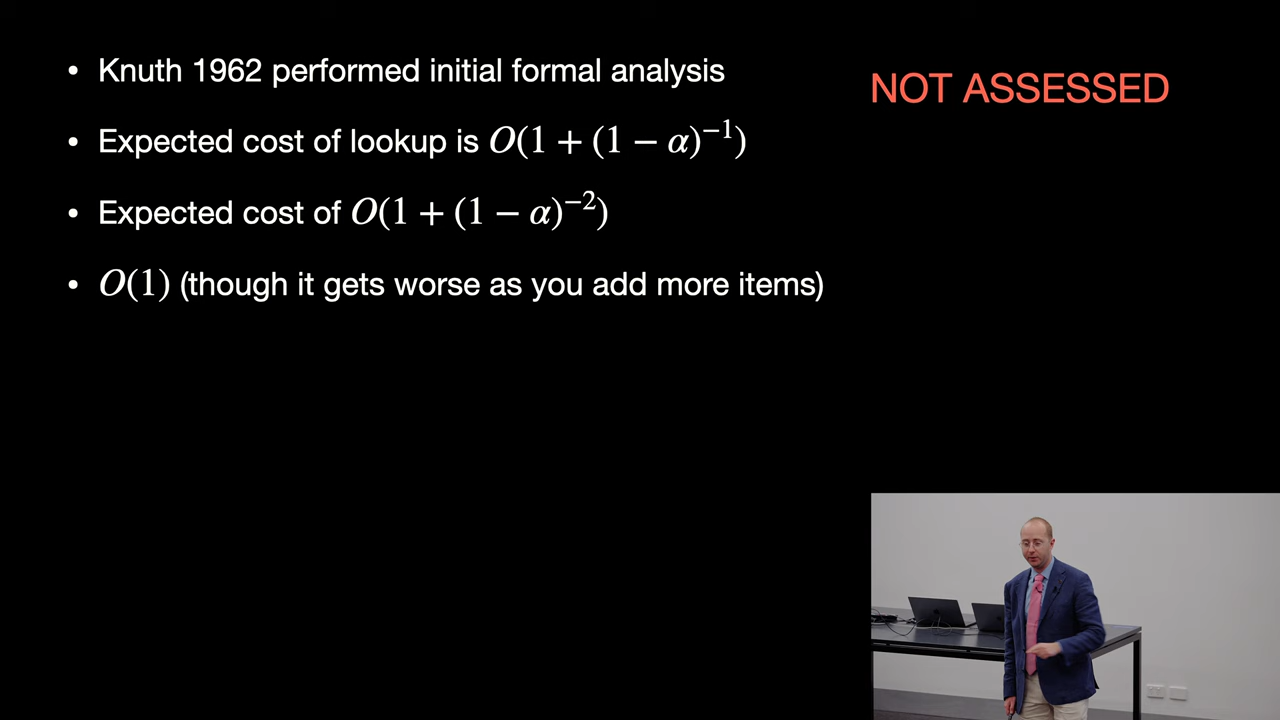 • Knuth 1962 performed initial formal analysis
NOT ASSESSED
• Expected cost of lookup is O(1 + (1 − α)⁻¹)
• Expected cost of O(1 + (1 − α)⁻²)
• O(1) (though it gets worse as you add more items)